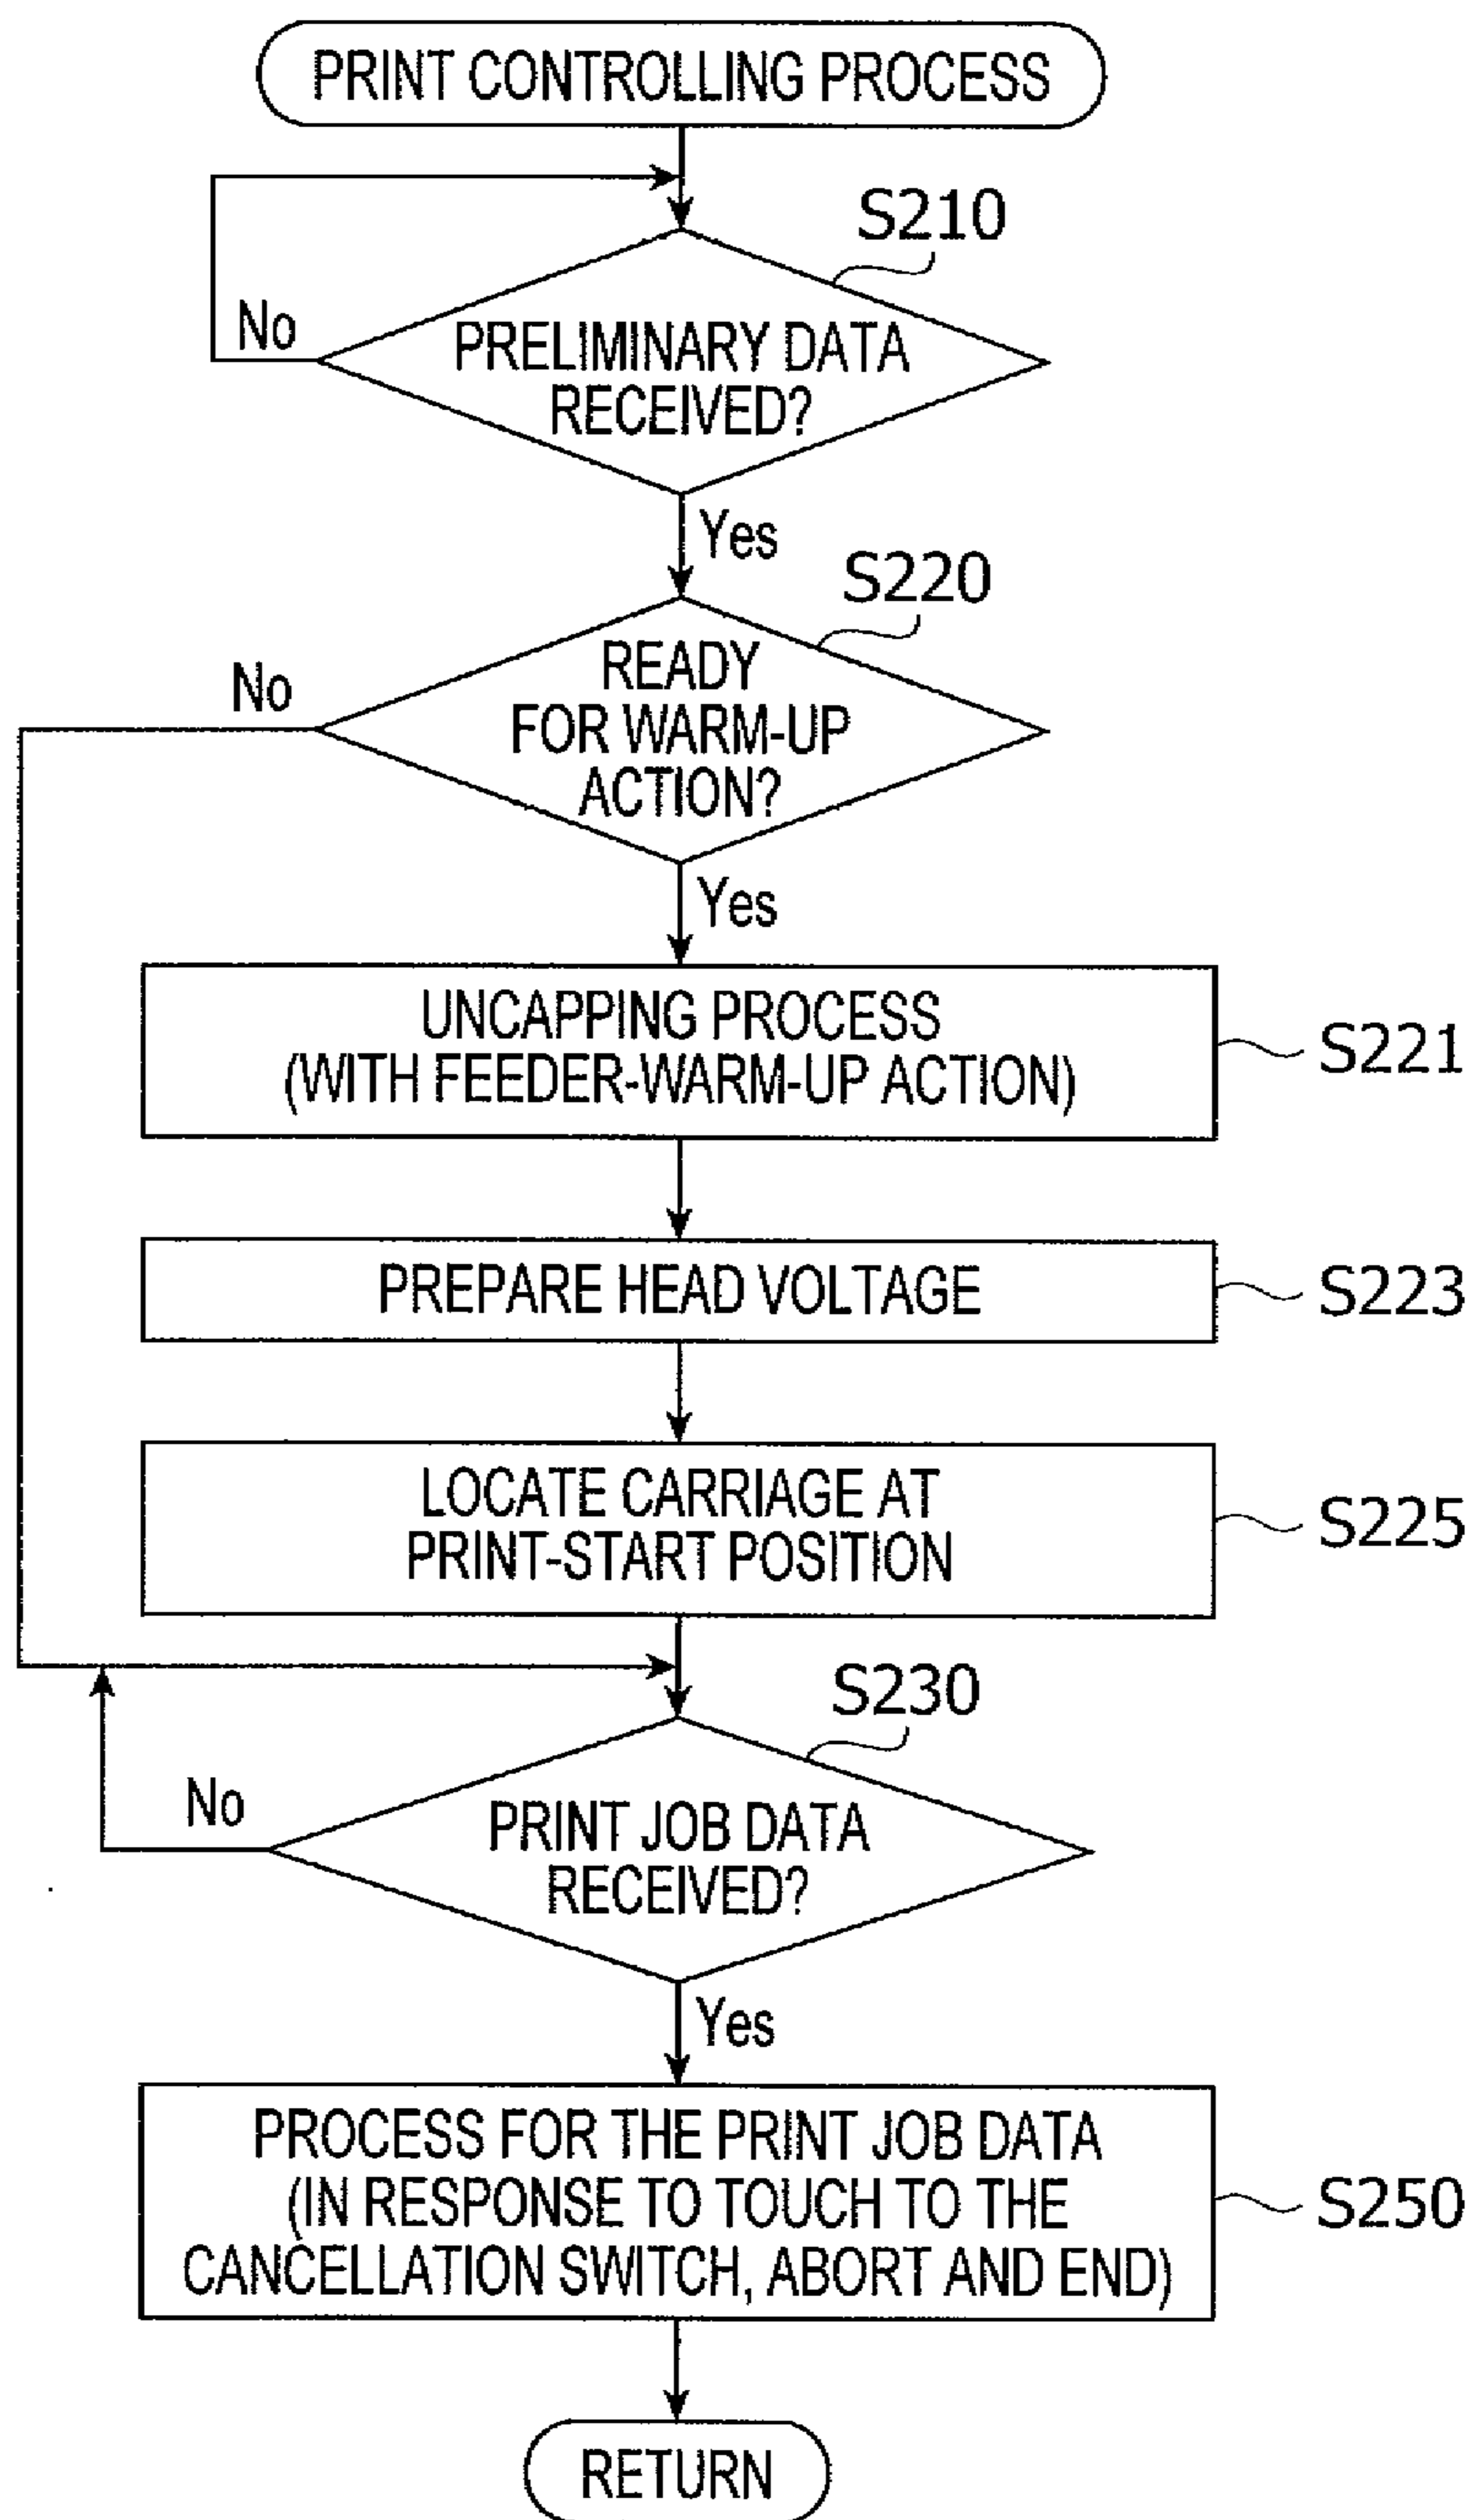 PRINT CONTROLLING PROCESS
S210
No
PRELIMINARY DATA
RECEIVED?
Yes
S220
No
READY
FOR WARM-UP
ACTION?
Yes
UNCAPPING PROCESS
(WITH FEEDER-WARM-UP ACTION)
S221
PREPARE HEAD VOLTAGE
S223
LOCATE CARRIAGE AT
PRINT-START POSITION
S225
S230
No
PRINT JOB DATA
RECEIVED?
Yes
PROCESS FOR THE PRINT JOB DATA
(IN RESPONSE TO TOUCH TO THE
CANCELLATION SWITCH, ABORT AND END)
S250
RETURN